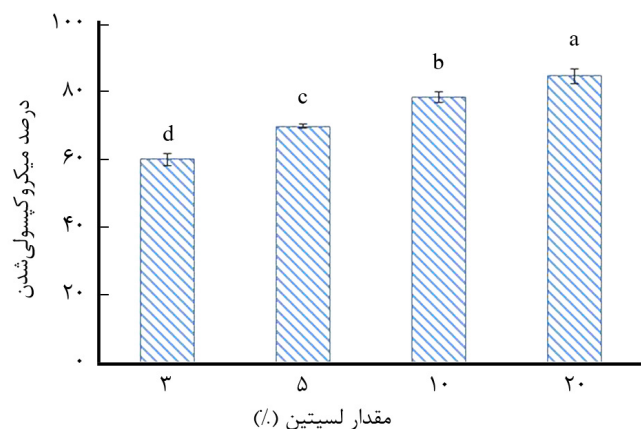 ۱۰۰
۸۰
۶۰
۴۰
۲۰
۰
درصد میکروکپسولی‌شدن
d
c
b
a
۳
۵
۱۰
۲۰
مقدار لسیتین (٪)